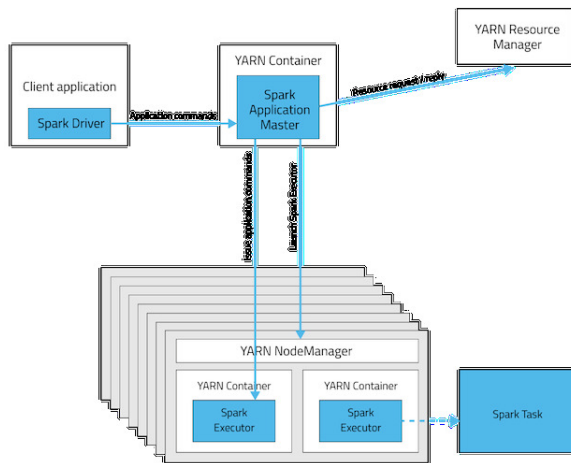 YARN Resource
Manager
YARN Container
Client application
Spark
Application
Master
Spark Driver
Application commands
Resource request / reply
Issue application commands
Launch Spark Executor
YARN NodeManager
YARN Container
YARN Container
Spark
Executor
Spark
Executor
Spark Task